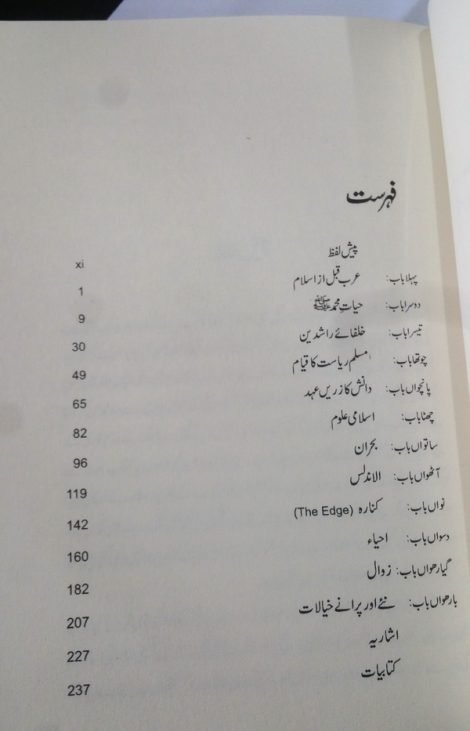 فہرست
پیش لفظ xi
پہلا باب: عرب قبل از اسلام 1
دوسرا باب: حیاتِ محمد ﷺ 9
تیسرا باب: خلفائے راشدین 30
چوتھا باب: مسلم ریاست کا قیام 49
پانچواں باب: دانش کا زریں عہد 65
چھٹا باب: اسلامی علوم 82
ساتواں باب: بحران 96
آٹھواں باب: الاندلس 119
نواں باب: کنارہ (The Edge) 142
دسواں باب: احیاء 160
گیارھواں باب: زوال 182
بارھواں باب: نئے اور پرانے خیالات 207
اشاریہ 227
کتابیات 237